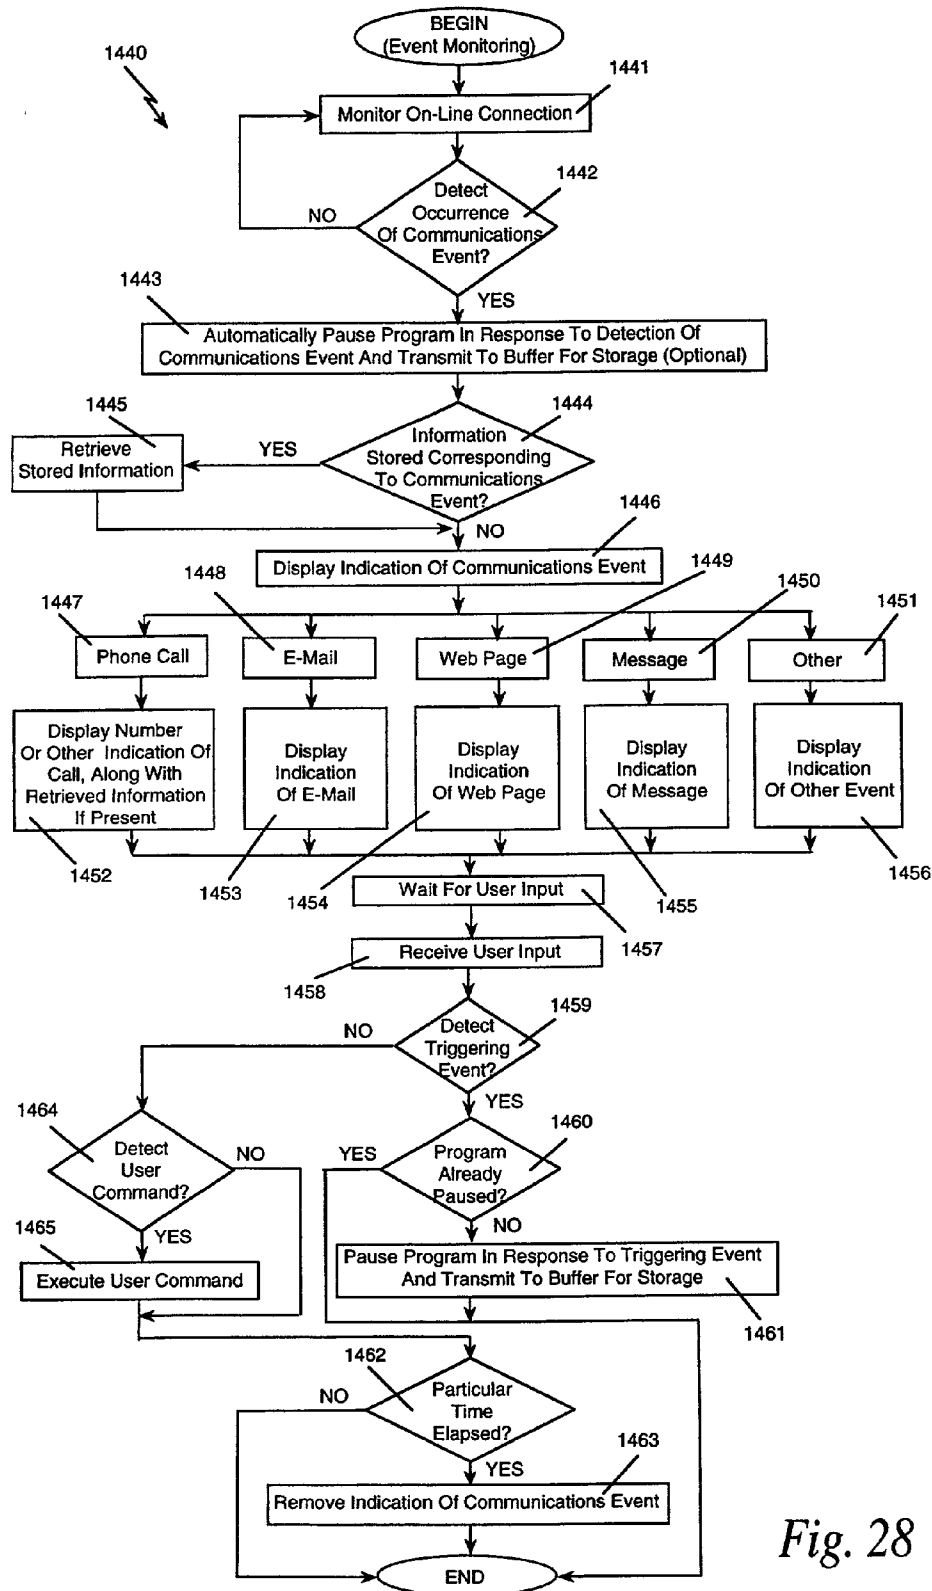 BEGIN
(Event Monitoring)
1440
1441
Monitor On-Line Connection
1442
Detect
Occurrence
Of Communications
Event?
NO
YES
1443
Automatically Pause Program In Response To Detection Of
Communications Event And Transmit To Buffer For Storage (Optional)
1444
Information
Stored Corresponding
To Communications
Event?
YES
1445
Retrieve
Stored Information
NO
1446
Display Indication Of Communications Event
1447
Phone Call
1448
E-Mail
1449
Web Page
1450
Message
1451
Other
Display Number
Or Other Indication Of
Call, Along With
Retrieved Information
If Present
1452
Display
Indication
Of E-Mail
1453
Display
Indication
Of Web Page
1454
Display
Indication
Of Message
1455
Display
Indication
Of Other Event
1456
Wait For User Input
1457
Receive User Input
1458
1459
Detect
Triggering
Event?
NO
YES
1464
Detect
User
Command?
NO
YES
1465
Execute User Command
1460
Program
Already
Paused?
YES
NO
Pause Program In Response To Triggering Event
And Transmit To Buffer For Storage
1461
1462
Particular
Time
Elapsed?
NO
YES
1463
Remove Indication Of Communications Event
END
Fig. 28